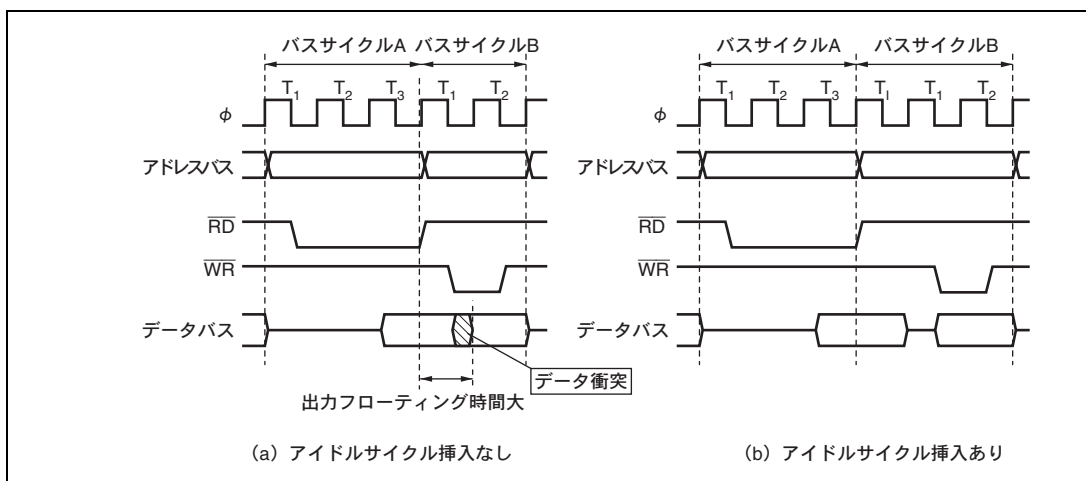 バスサイクルA バスサイクルB
T1 T2 T3 T1 T2
φ
アドレスバス
RD
WR
データバス
データ衝突
出力フローティング時間大
(a) アイドルサイクル挿入なし
バスサイクルA バスサイクルB
T1 T2 T3 TI T1 T2
φ
アドレスバス
RD
WR
データバス
(b) アイドルサイクル挿入あり